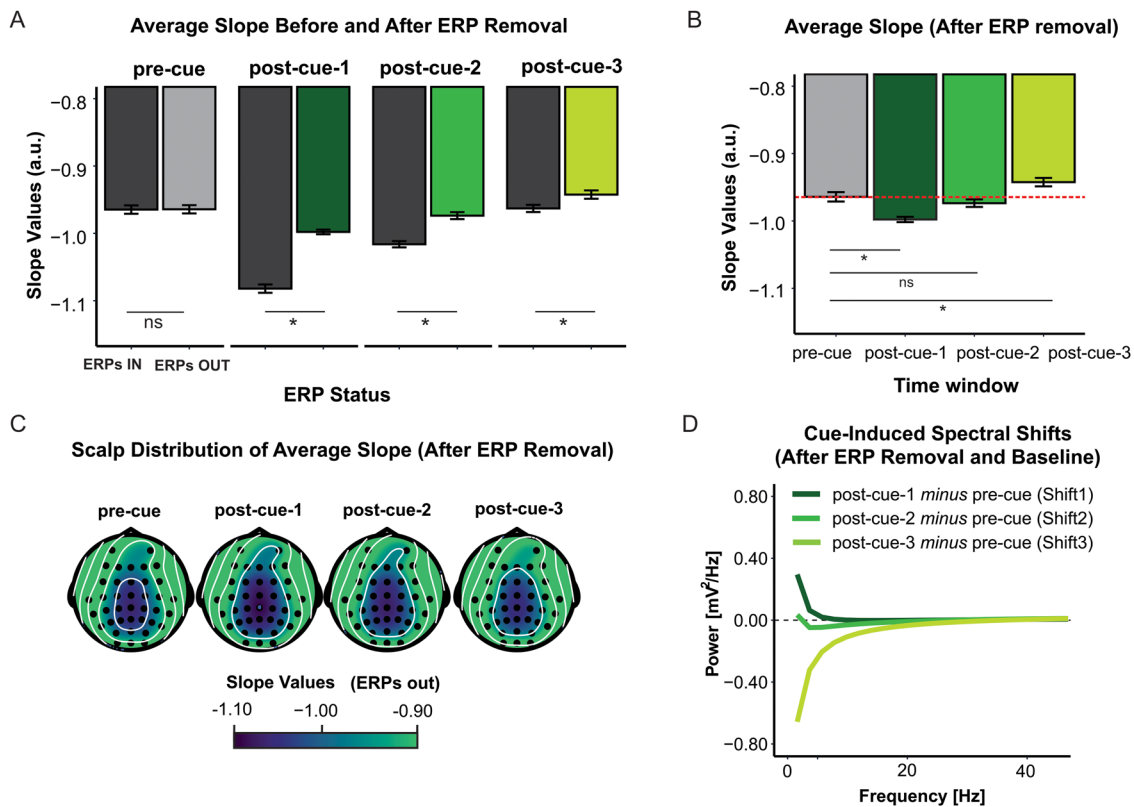 A
Average Slope Before and After ERP Removal
pre-cue
post-cue-1
post-cue-2
post-cue-3
Slope Values (a.u.)
−0.8
−0.9
−1.0
−1.1
ns
*
*
*
ERPs IN
ERPs OUT
ERP Status
B
Average Slope (After ERP removal)
Slope Values (a.u.)
−0.8
−0.9
−1.0
−1.1
*
ns
*
pre-cue
post-cue-1
post-cue-2
post-cue-3
Time window
C
Scalp Distribution of Average Slope (After ERP Removal)
pre-cue
post-cue-1
post-cue-2
post-cue-3
Slope Values (ERPs out)
-1.10
−1.00
-0.90
D
Cue-Induced Spectral Shifts
(After ERP Removal and Baseline)
post-cue-1 minus pre-cue (Shift1)
post-cue-2 minus pre-cue (Shift2)
post-cue-3 minus pre-cue (Shift3)
Power [mV²/Hz]
0.80
0.40
0.00
−0.40
−0.80
0
20
40
Frequency [Hz]